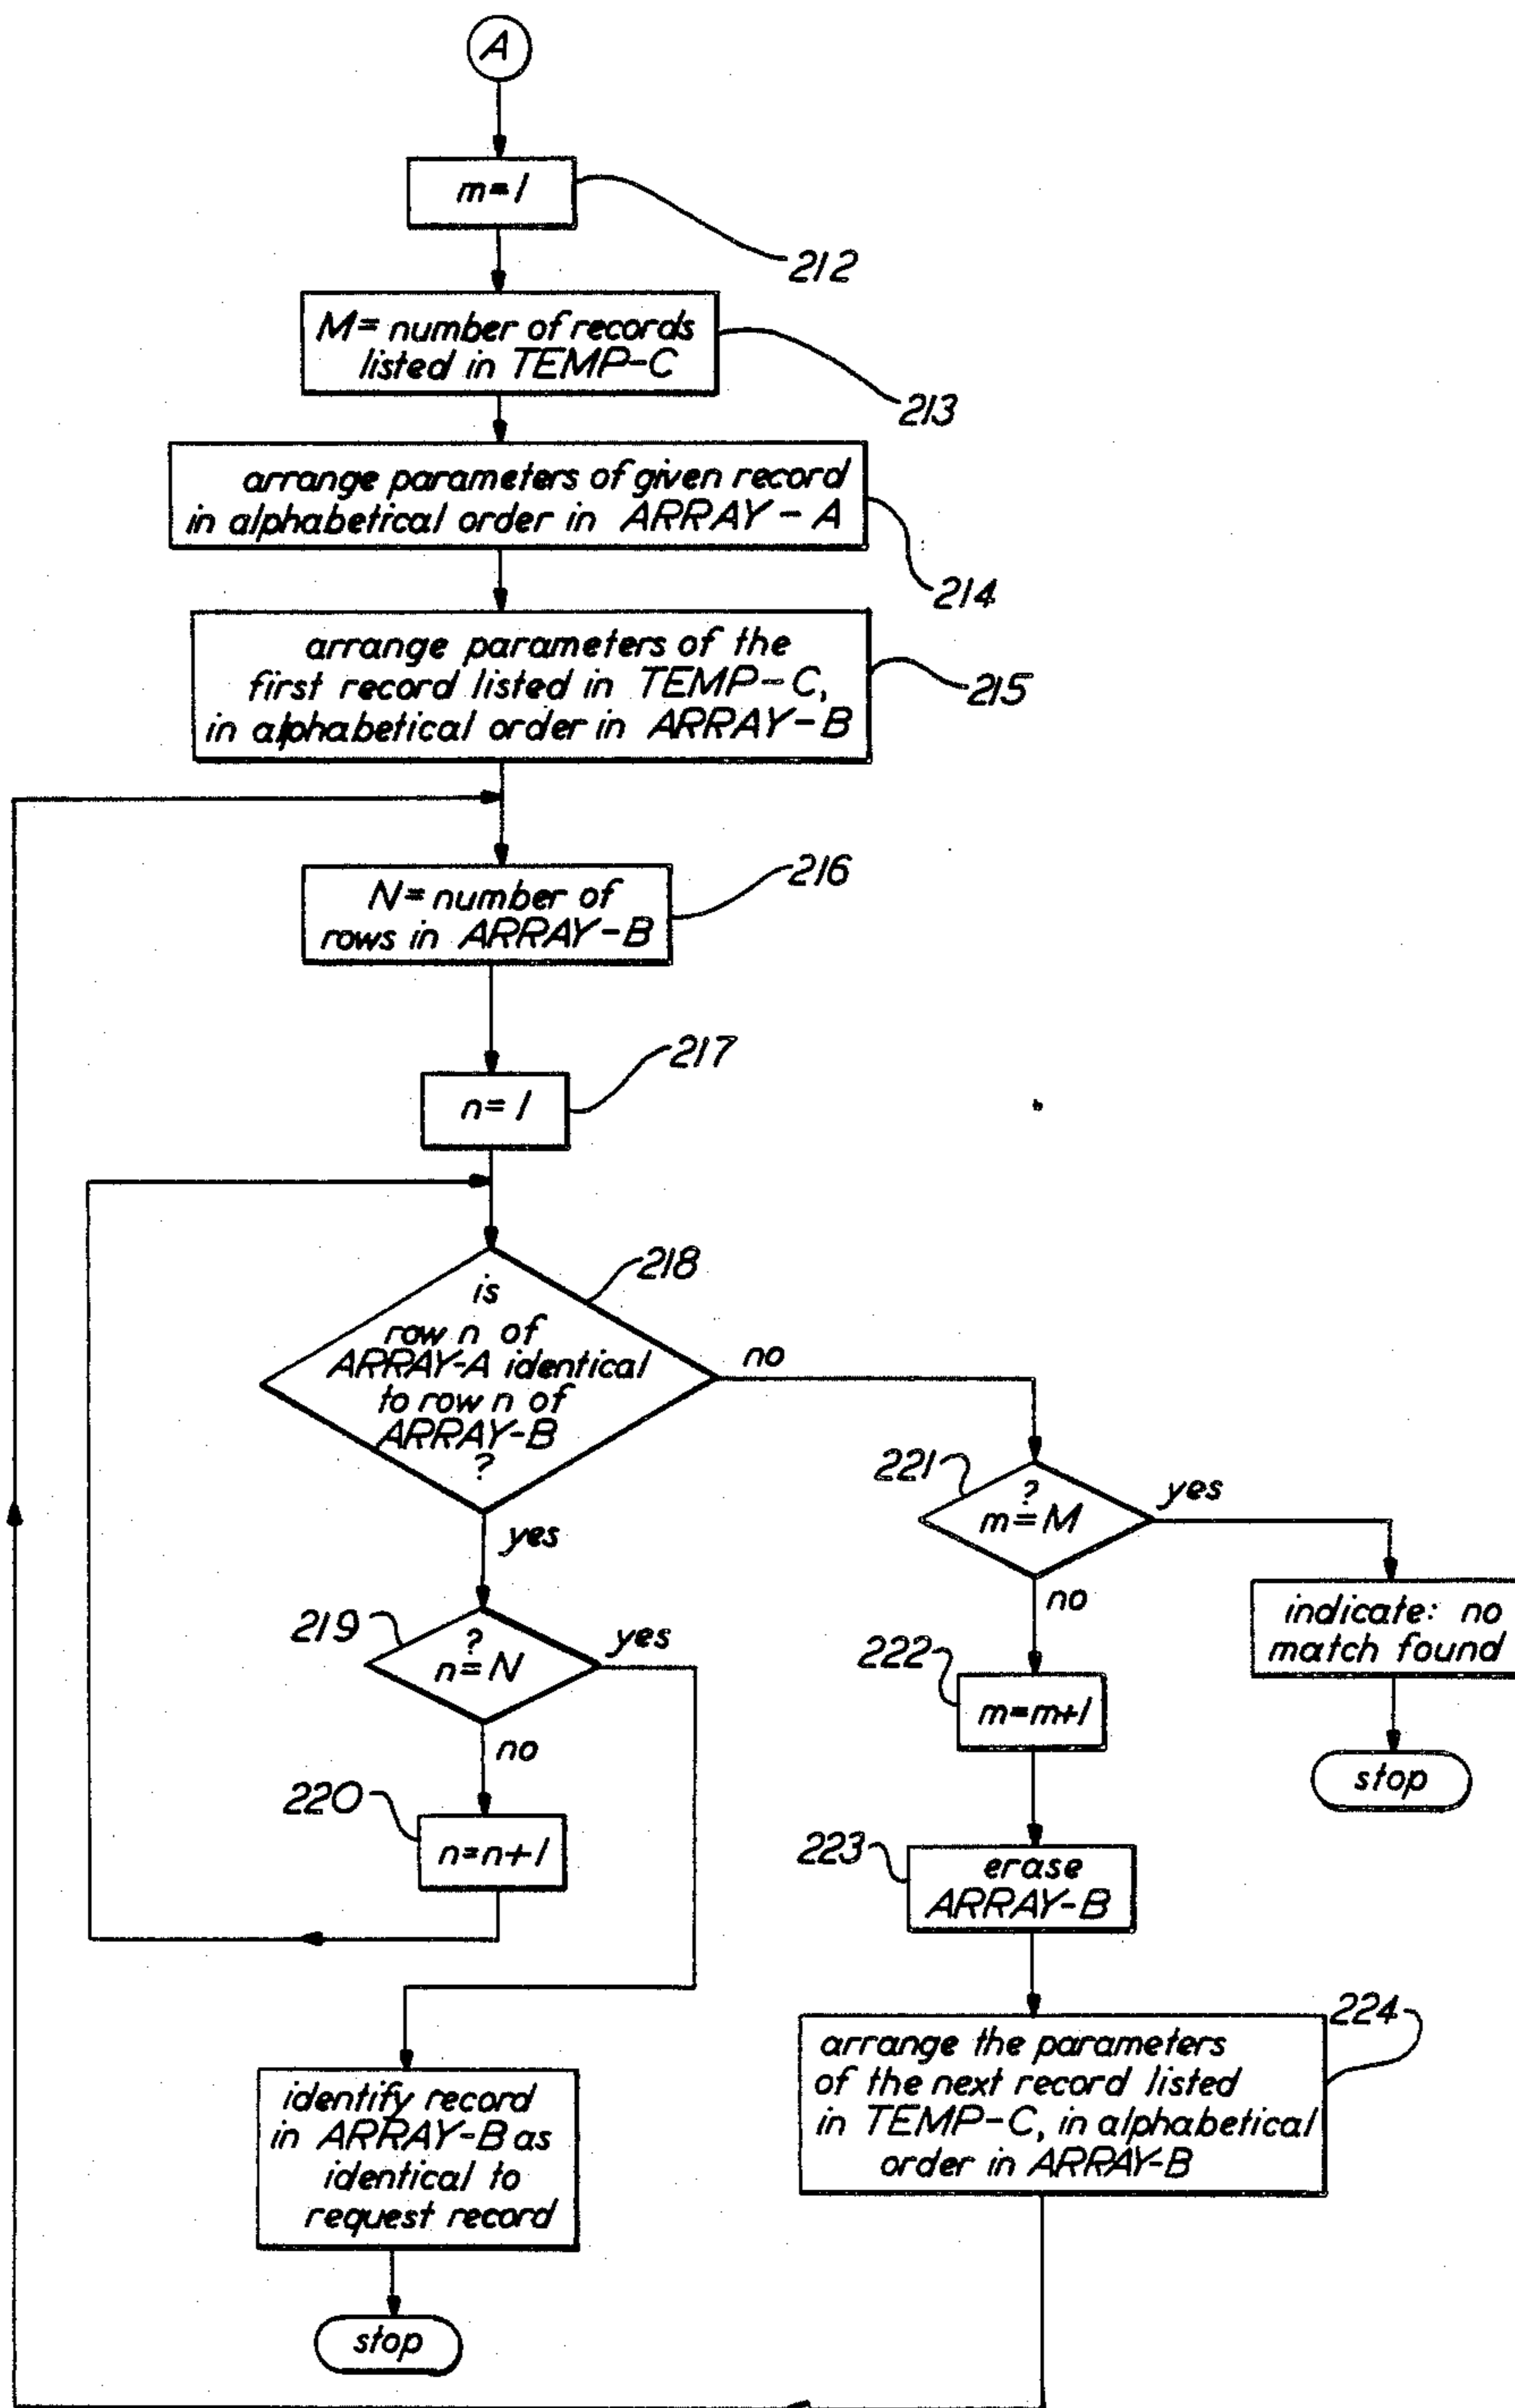 A
m=1
212
M= number of records
listed in TEMP-C
213
arrange parameters of given record
in alphabetical order in ARRAY-A
214
arrange parameters of the
first record listed in TEMP-C,
in alphabetical order in ARRAY-B
215
N= number of
rows in ARRAY-B
216
n=1
217
is
row n of
ARRAY-A identical
to row n of
ARRAY-B
?
218
no
yes
221
?
m=M
yes
no
indicate: no
match found
stop
219
?
n=N
yes
no
222
m=m+1
220
n=n+1
223
erase
ARRAY-B
224
arrange the parameters
of the next record listed
in TEMP-C, in alphabetical
order in ARRAY-B
identify record
in ARRAY-B as
identical to
request record
stop